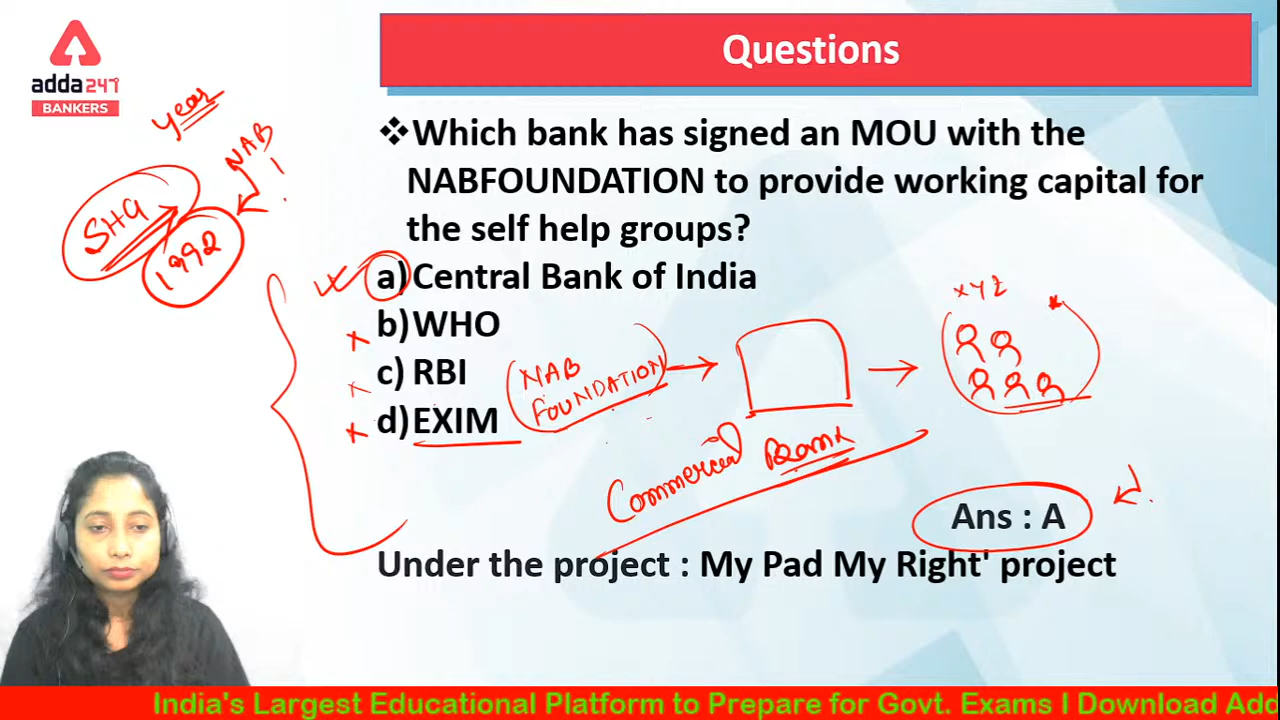 adda247
BANKERS
Questions
year
NAB
SHG
1992
❖Which bank has signed an MOU with the
NABFOUNDATION to provide working capital for
the self help groups?
a)Central Bank of India
b)WHO
c) RBI
d)EXIM
NAB
FOUNDATION
XYZ
Commercial Bank
Ans : A
Under the project : My Pad My Right' project
India's Largest Educational Platform to Prepare for Govt. Exams I Download Add